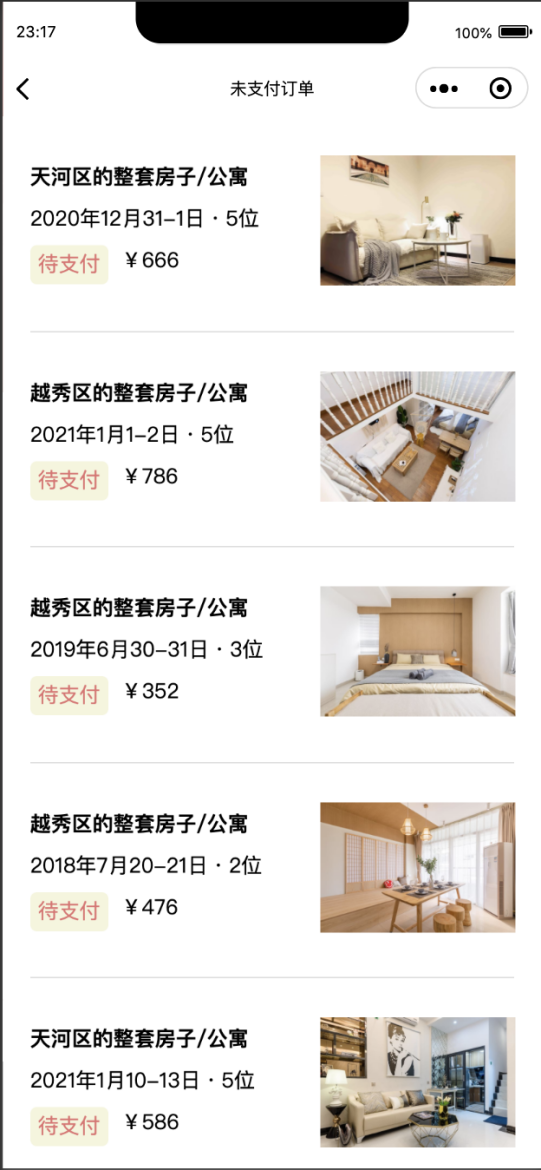 23:17
100%
未支付订单
天河区的整套房子/公寓
2020年12月31-1日·5位
待支付 ￥666
越秀区的整套房子/公寓
2021年1月1-2日·5位
待支付 ￥786
越秀区的整套房子/公寓
2019年6月30-31日·3位
待支付 ￥352
越秀区的整套房子/公寓
2018年7月20-21日·2位
待支付 ￥476
天河区的整套房子/公寓
2021年1月10-13日·5位
待支付 ￥586